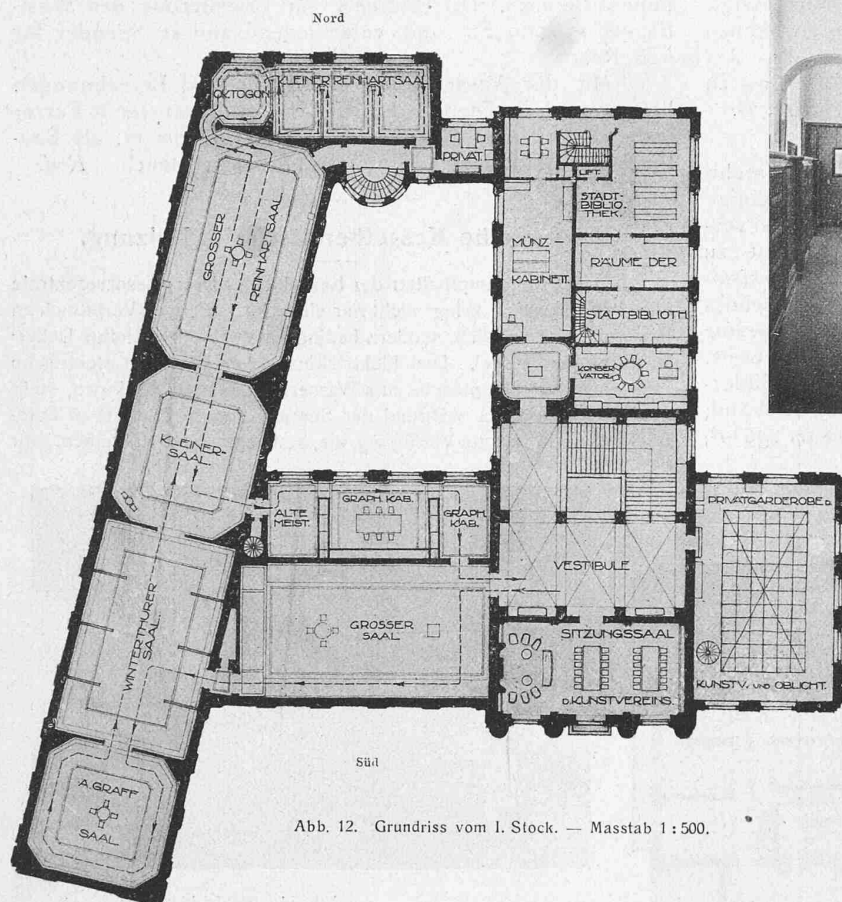 Nord
OKTOGON
KLEINER REINHARTSAAL
PRIVAT.
LIFT.
STADT-
BIBLIO-
THEK.
GROSSER
REINHARTSAAL
MÜNZ-
KABINETT.
RÄUME DER
STADTBIBLIOTH.
KONSER
VATOR.
KLEINER-
SAAL.
ALTE
MEIST.
GRAPH. KAB.
GRAPH.
KAB.
PRIVATGARDEROBE D.
VESTIBULE
WINTERTHURER
SAAL.
GROSSER
SAAL
SITZUNGSSAAL
D. KUNSTVEREINS.
KUNSTV. UND OBLICHT.
A. GRAFF
SAAL
Süd
Abb. 12. Grundriss vom I. Stock. — Masstab 1 : 500.